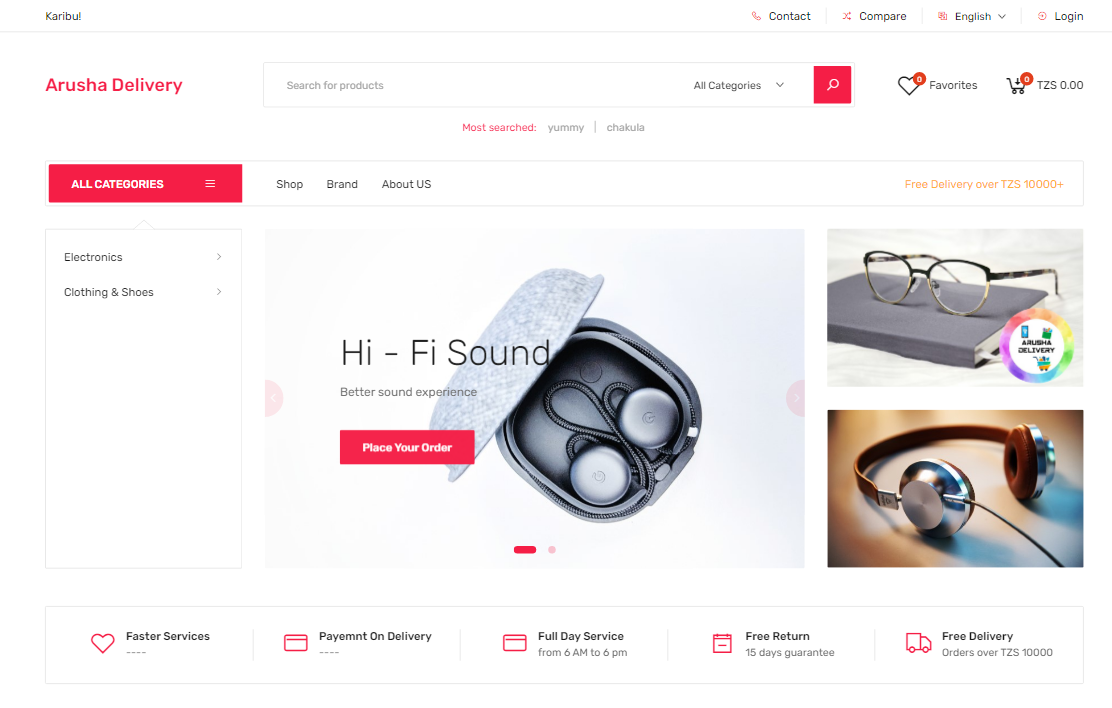 Karibu!
Contact
Compare
English
Login
Arusha Delivery
Search for products
All Categories
0
Favorites
0
TZS 0.00
Most searched: yummy | chakula
ALL CATEGORIES
Shop
Brand
About US
Free Delivery over TZS 10000+
Electronics
Clothing & Shoes
Hi - Fi Sound
Better sound experience
Place Your Order
ARUSHA
DELIVERY
Faster Services
----
Payemnt On Delivery
----
Full Day Service
from 6 AM to 6 pm
Free Return
15 days guarantee
Free Delivery
Orders over TZS 10000